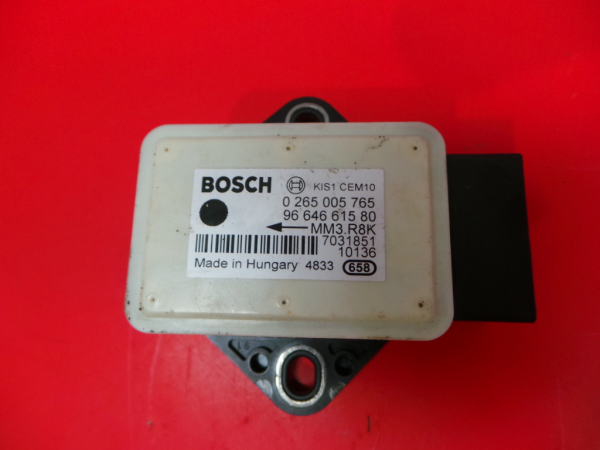 BOSCH KIS1 CEM10
0 265 005 765
96 646 615 80
MM3.R8K
7031851
10136
Made in Hungary 4833 658